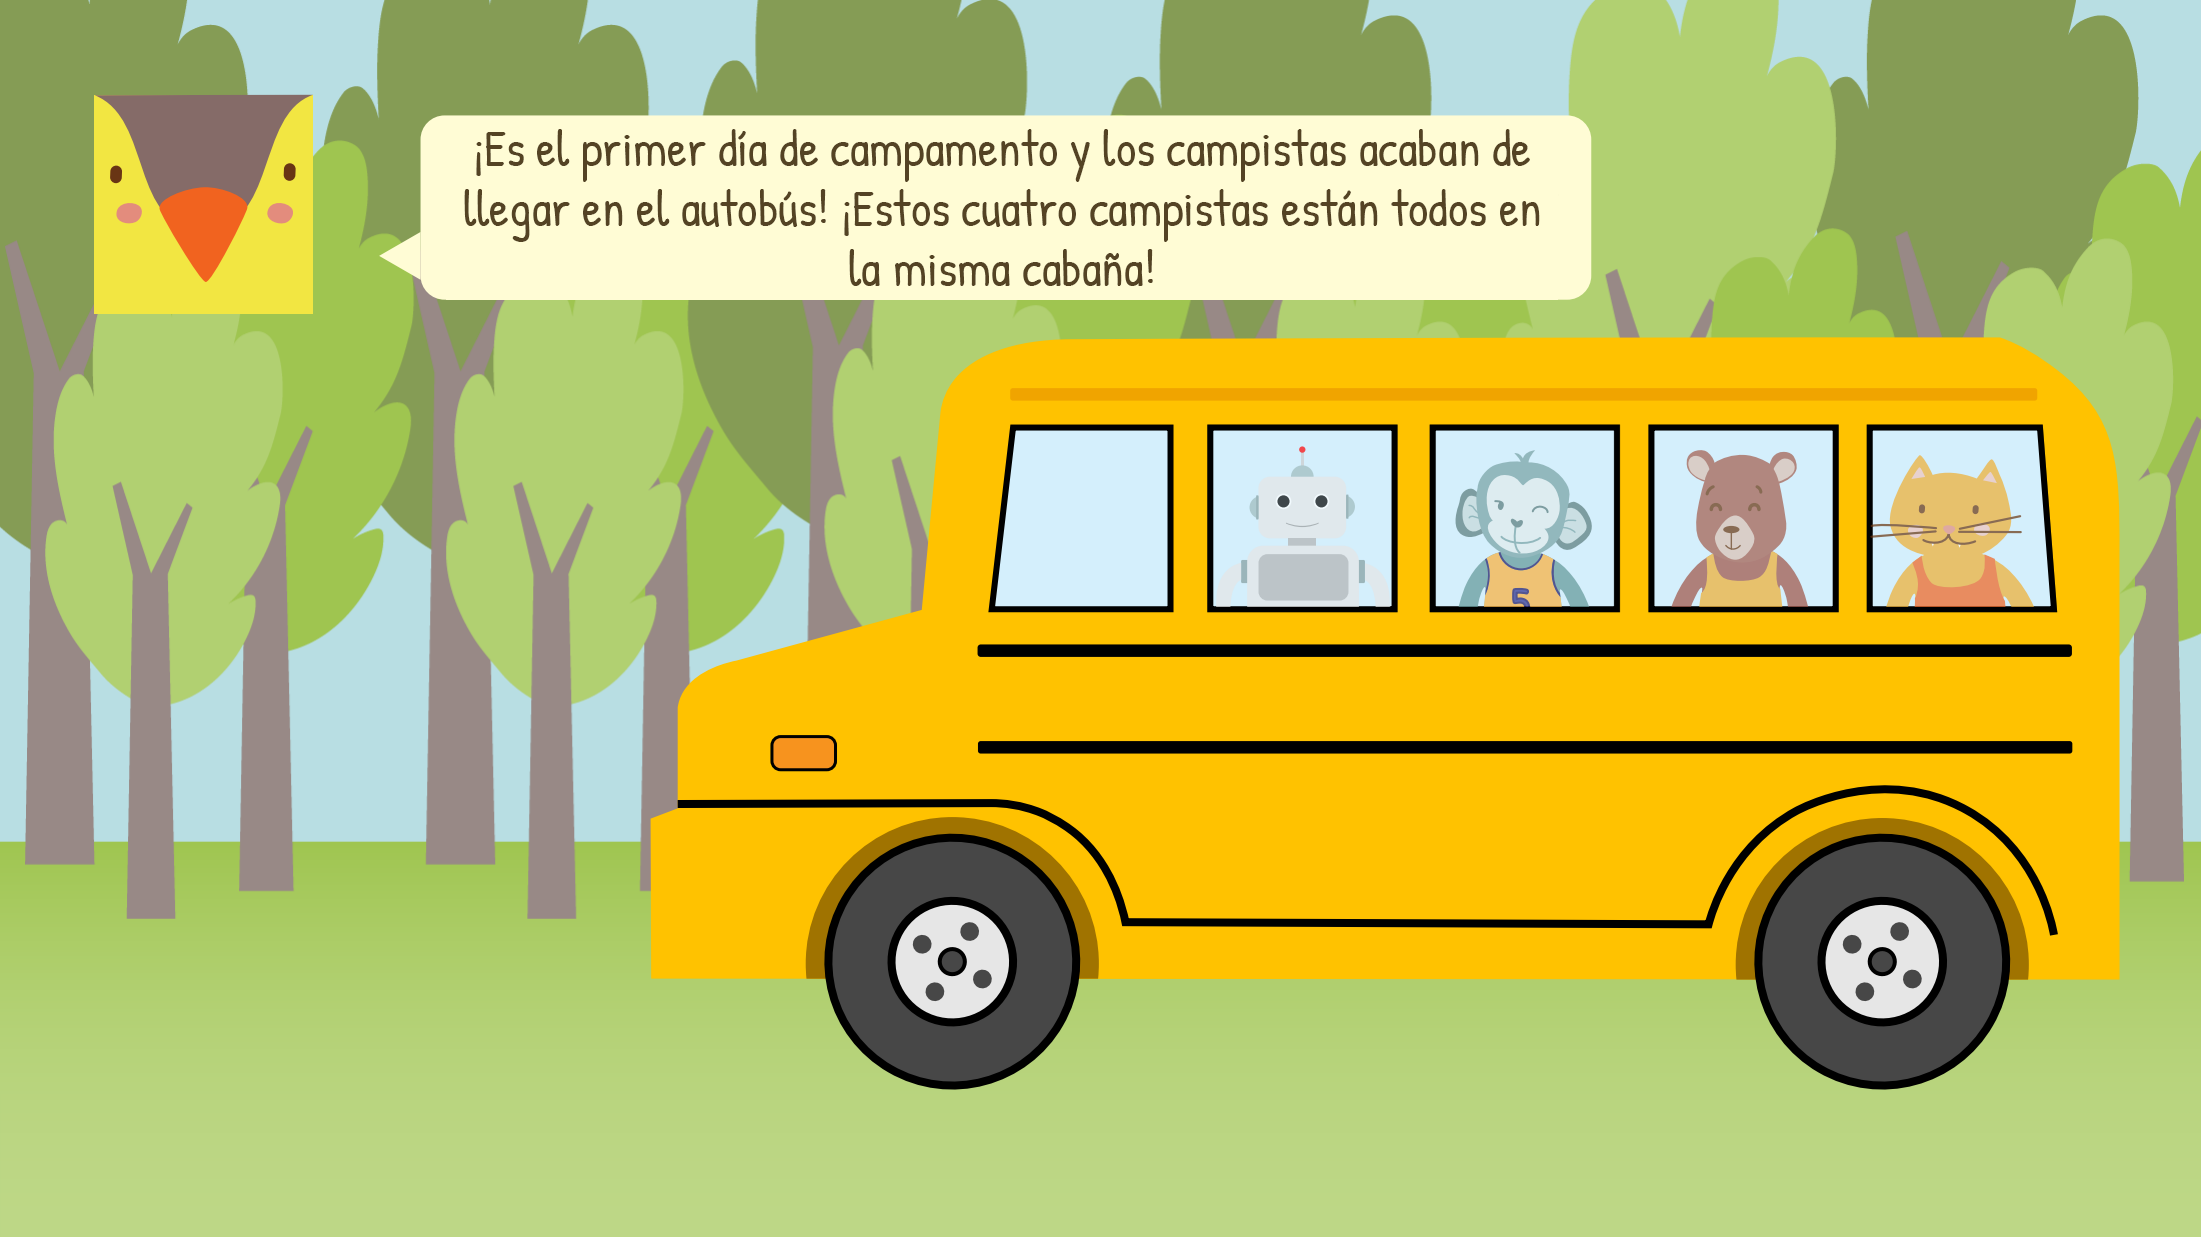 ¡Es el primer día de campamento y los campistas acaban de
llegar en el autobús! ¡Estos cuatro campistas están todos en
la misma cabaña!
5